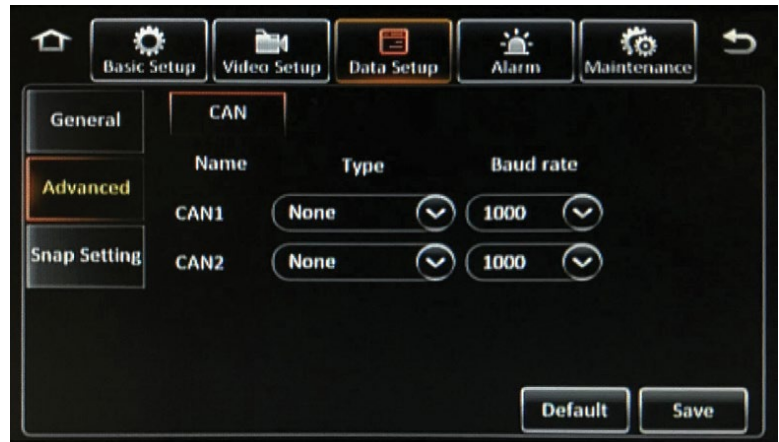 Basic Setup Video Setup Data Setup Alarm Maintenance
General CAN
Name Type Baud rate
Advanced
CAN1 None 1000
Snap Setting CAN2 None 1000
Default Save